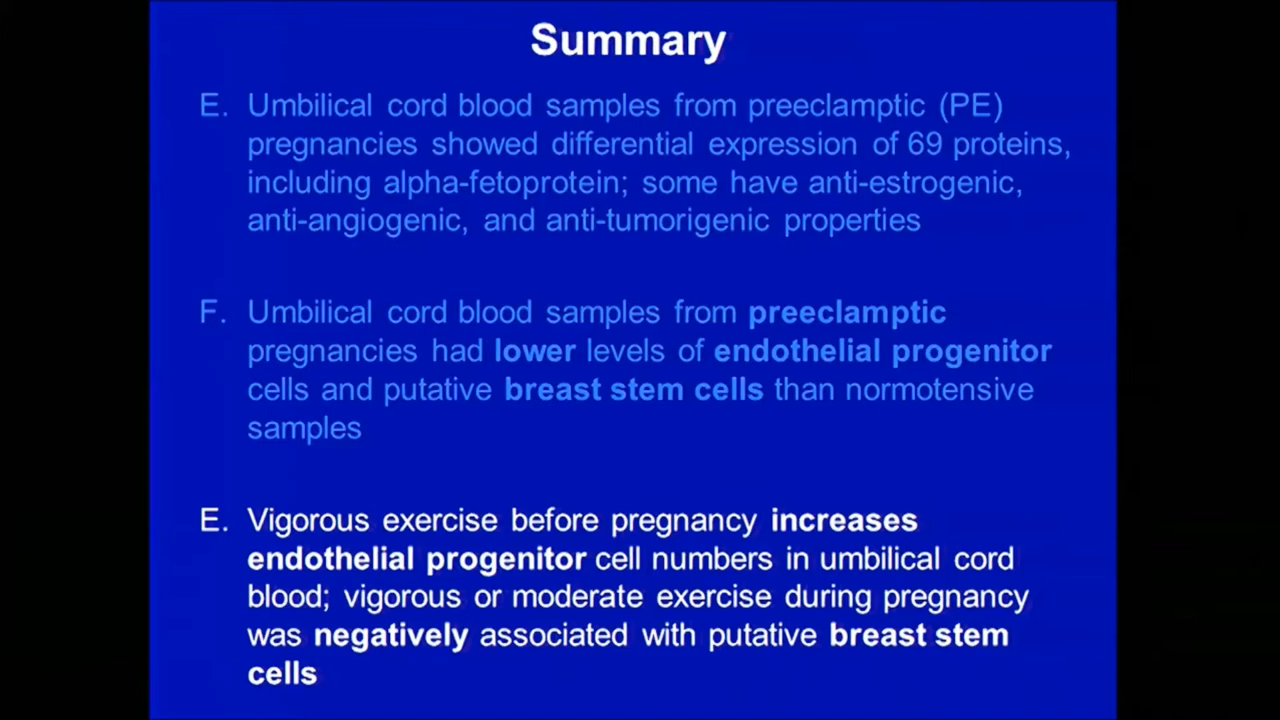 Summary
E. Umbilical cord blood samples from preeclamptic (PE)
pregnancies showed differential expression of 69 proteins,
including alpha-fetoprotein; some have anti-estrogenic,
anti-angiogenic, and anti-tumorigenic properties
F. Umbilical cord blood samples from preeclamptic
pregnancies had lower levels of endothelial progenitor
cells and putative breast stem cells than normotensive
samples
E. Vigorous exercise before pregnancy increases
endothelial progenitor cell numbers in umbilical cord
blood; vigorous or moderate exercise during pregnancy
was negatively associated with putative breast stem
cells